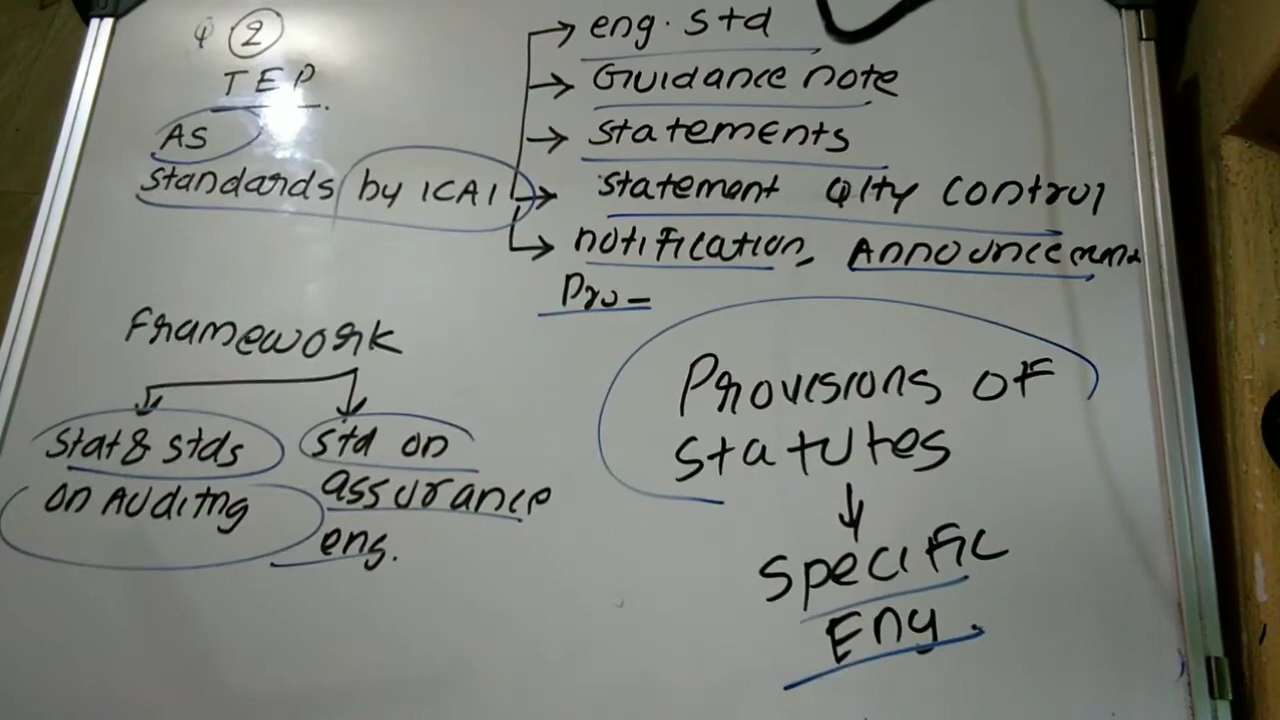 2
TEP
AS
Standards by ICAI
eng. Std
Guidance note
Statements
Statement Qlty Control
notification, Announcement
Pro -
Framework
Stat & Stds
on Auditng
Std on
assurance
eng.
Provisions of
Statutes
Specific
Eng.